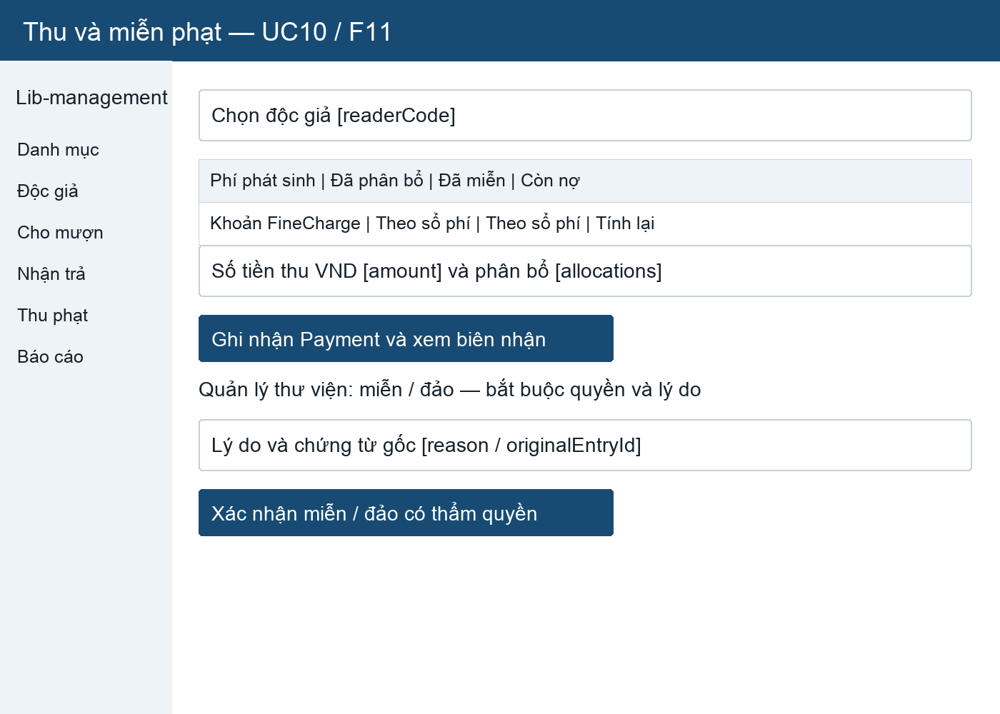 Thu và miễn phạt — UC10 / F11
Lib-management
Danh mục
Độc giả
Cho mượn
Nhận trả
Thu phạt
Báo cáo
Chọn độc giả [readerCode]
Phí phát sinh | Đã phân bổ | Đã miễn | Còn nợ
Khoản FineCharge | Theo sổ phí | Theo sổ phí | Tính lại
Số tiền thu VND [amount] và phân bổ [allocations]
Ghi nhận Payment và xem biên nhận
Quản lý thư viện: miễn / đảo — bắt buộc quyền và lý do
Lý do và chứng từ gốc [reason / originalEntryId]
Xác nhận miễn / đảo có thẩm quyền